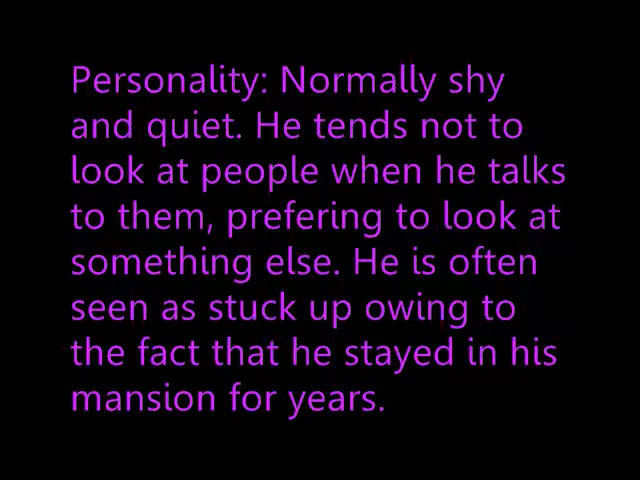 Personality: Normally shy
and quiet. He tends not to
look at people when he talks
to them, prefering to look at
something else. He is often
seen as stuck up owing to
the fact that he stayed in his
mansion for years.